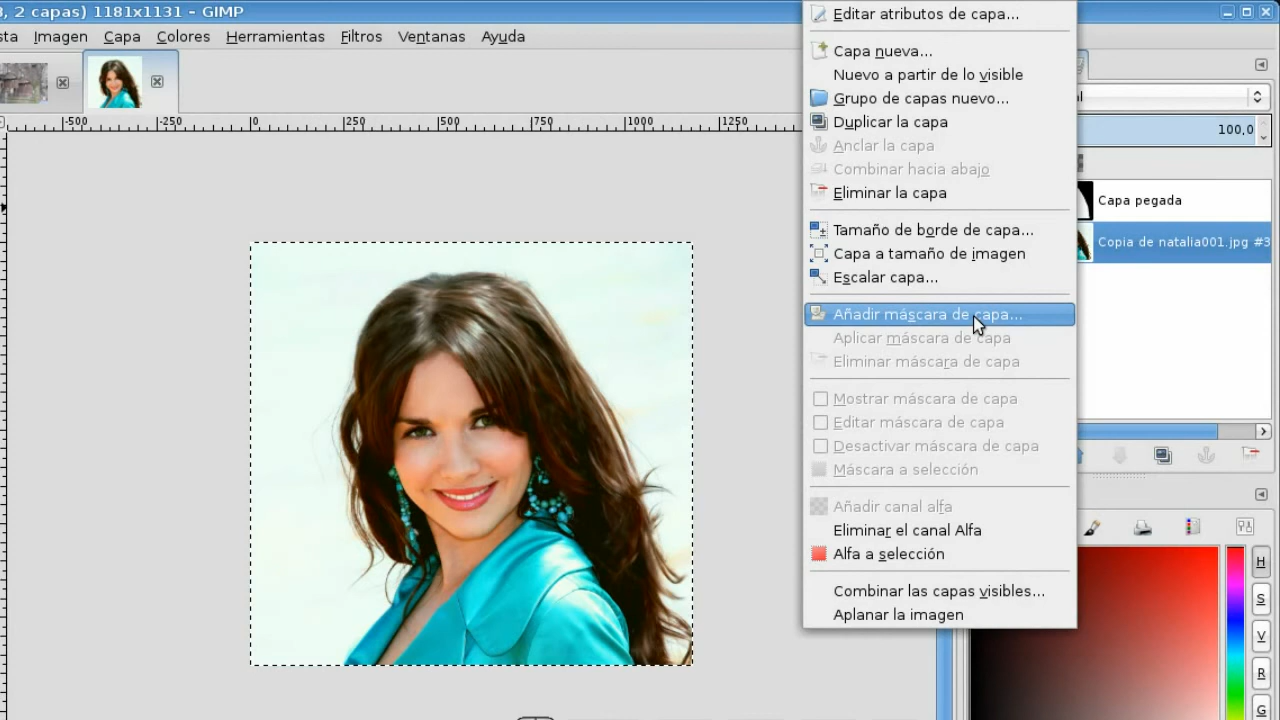 3, 2 capas) 1181x1131 – GIMP
sta Imagen Capa Colores Herramientas Filtros Ventanas Ayuda
-500 -250 0 250 500 750 1000 1250
Editar atributos de capa...
Capa nueva...
Nuevo a partir de lo visible
Grupo de capas nuevo...
Duplicar la capa
Anclar la capa
Combinar hacia abajo
Eliminar la capa
Tamaño de borde de capa...
Capa a tamaño de imagen
Escalar capa...
Añadir máscara de capa...
Aplicar máscara de capa
Eliminar máscara de capa
Mostrar máscara de capa
Editar máscara de capa
Desactivar máscara de capa
Máscara a selección
Añadir canal alfa
Eliminar el canal Alfa
Alfa a selección
Combinar las capas visibles...
Aplanar la imagen
al
100,0
Capa pegada
Copia de natalia001.jpg #3
H
S
V
R
G